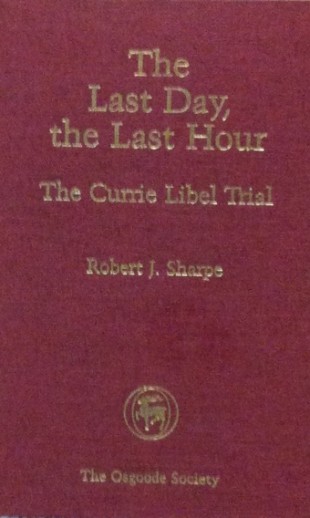 The
Last Day,
the Last Hour
The Currie Libel Trial
Robert J. Sharpe
The Osgoode Society